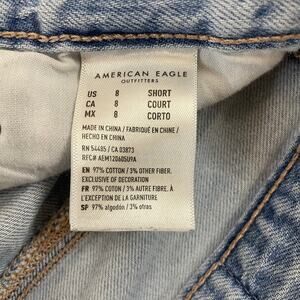 AMERICAN EAGLE
OUTFITTERS
US 8 SHORT
CA 8 COURT
MX 8 CORTO
MADE IN CHINA / FABRIQUÉ EN CHINE /
HECHO EN CHINA
RN 54485 / CA 03873
RFC# AEM120605U9A
EN 97% COTTON / 3% OTHER FIBER.
EXCLUSIVE OF DECORATION
FR 97% COTON / 3% AUTRE FIBRE. À
L'EXCEPTION DE LA GARNITURE
SP 97% algodón / 3% otras